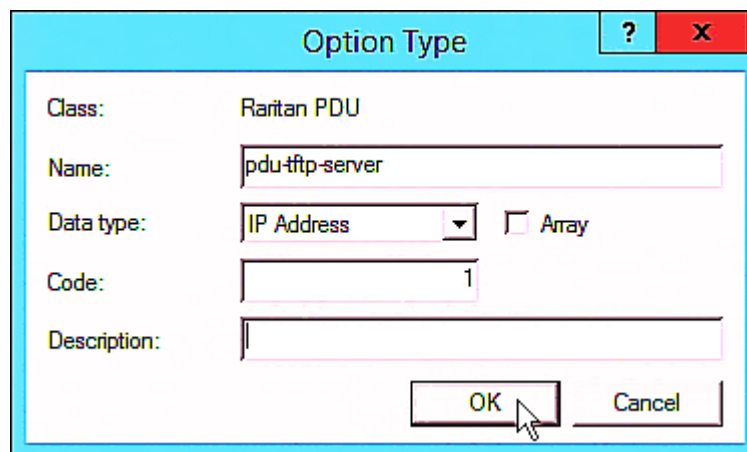 Option Type
? x
Class: Raritan PDU
Name: pdu-tftp-server
Data type: IP Address Array
Code: 1
Description:
OK Cancel